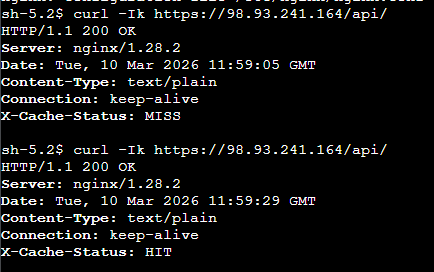 sh-5.2$ curl -Ik https://98.93.241.164/api/
HTTP/1.1 200 OK
Server: nginx/1.28.2
Date: Tue, 10 Mar 2026 11:59:05 GMT
Content-Type: text/plain
Connection: keep-alive
X-Cache-Status: MISS
sh-5.2$ curl -Ik https://98.93.241.164/api/
HTTP/1.1 200 OK
Server: nginx/1.28.2
Date: Tue, 10 Mar 2026 11:59:29 GMT
Content-Type: text/plain
Connection: keep-alive
X-Cache-Status: HIT